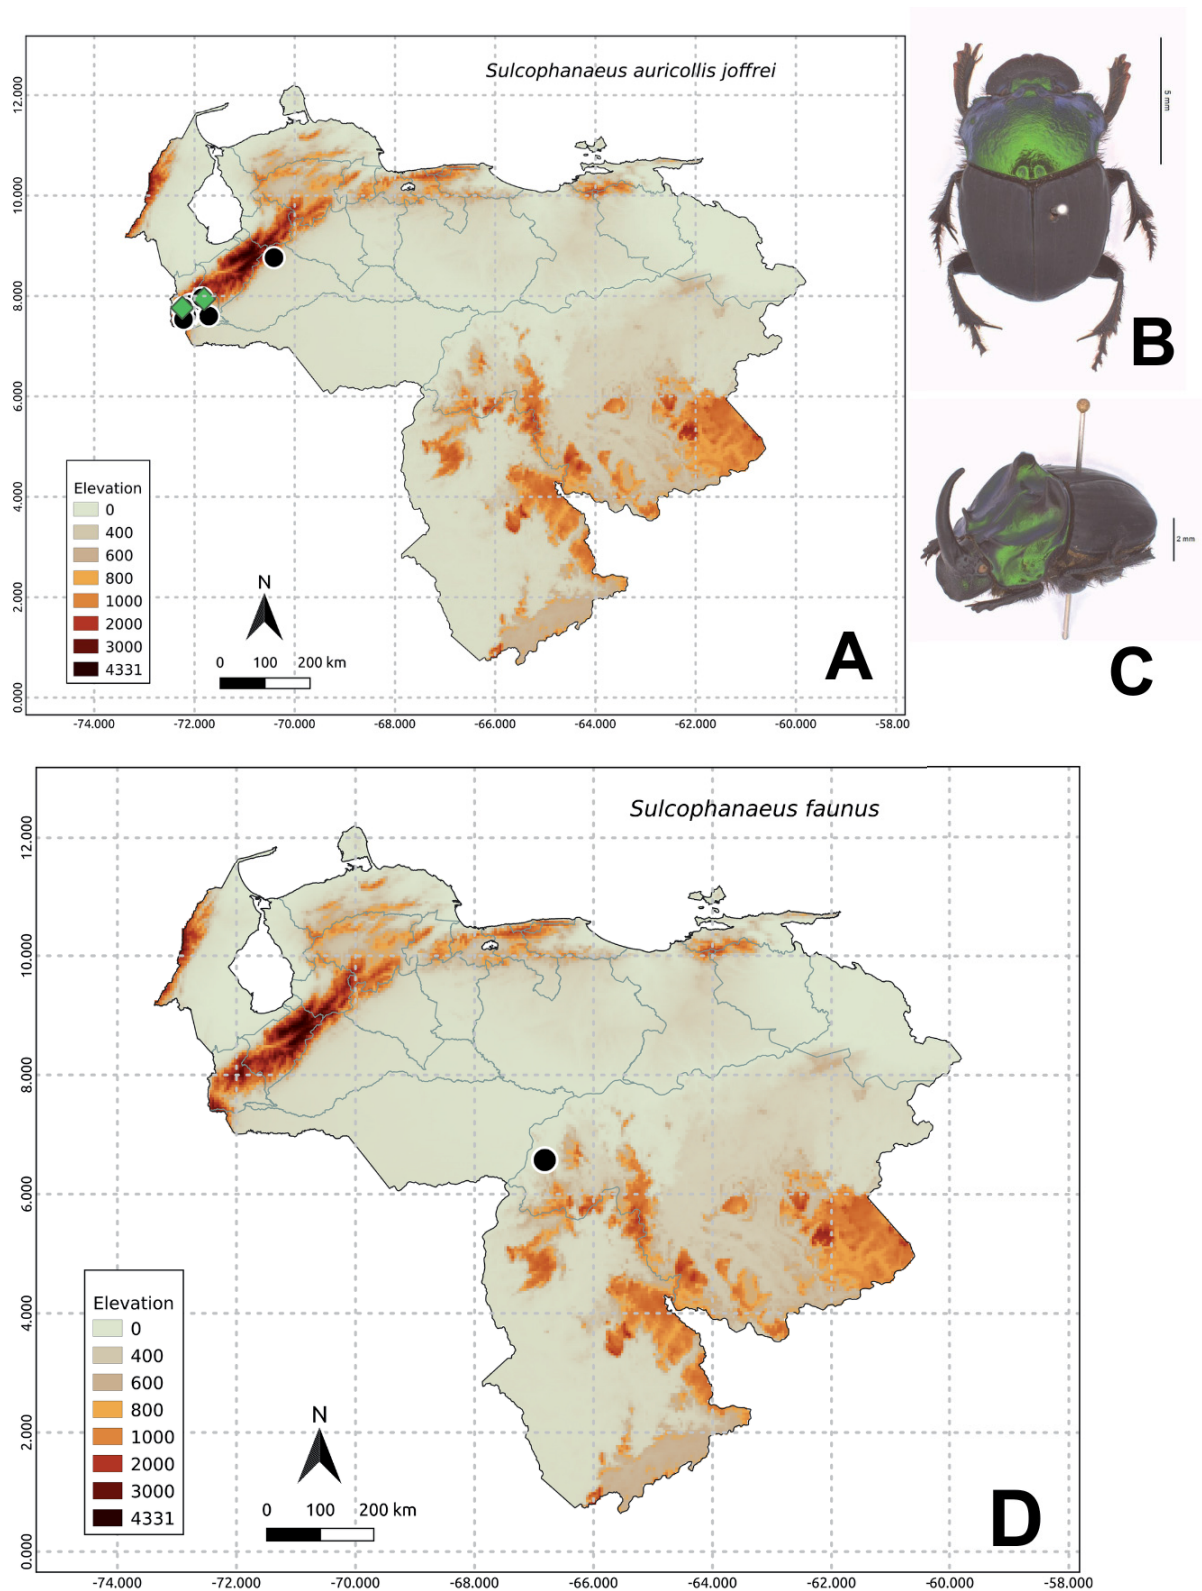 Sulcophanaeus auricollis joffrei
12.000
10.000
8.000
6.000
4.000
2.000
0.000
Elevation
0
400
600
800
1000
2000
3000
4331
N
0 100 200 km
A
-74.000 -72.000 -70.000 -68.000 -66.000 -64.000 -62.000 -60.000 -58.00
5 mm
B
2 mm
C
Sulcophanaeus faunus
12.000
10.000
8.000
6.000
4.000
2.000
0.000
Elevation
0
400
600
800
1000
2000
3000
4331
N
0 100 200 km
D
-74.000 -72.000 -70.000 -68.000 -66.000 -64.000 -62.000 -60.000 -58.000